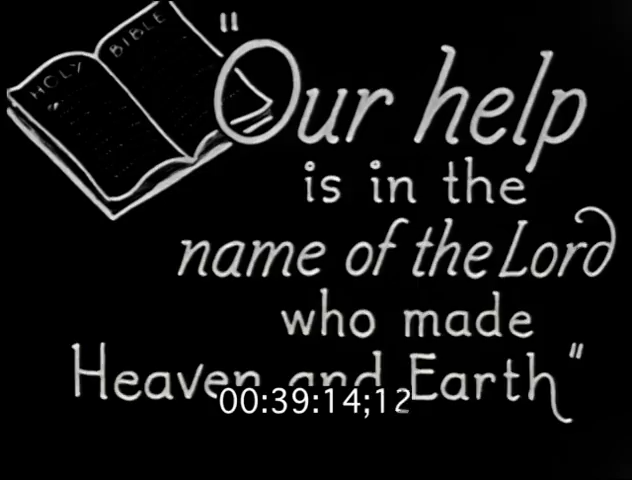 HOLY BIBLE
"Our help
is in the
name of the Lord
who made
Heaven and Earth"
00:39:14;12